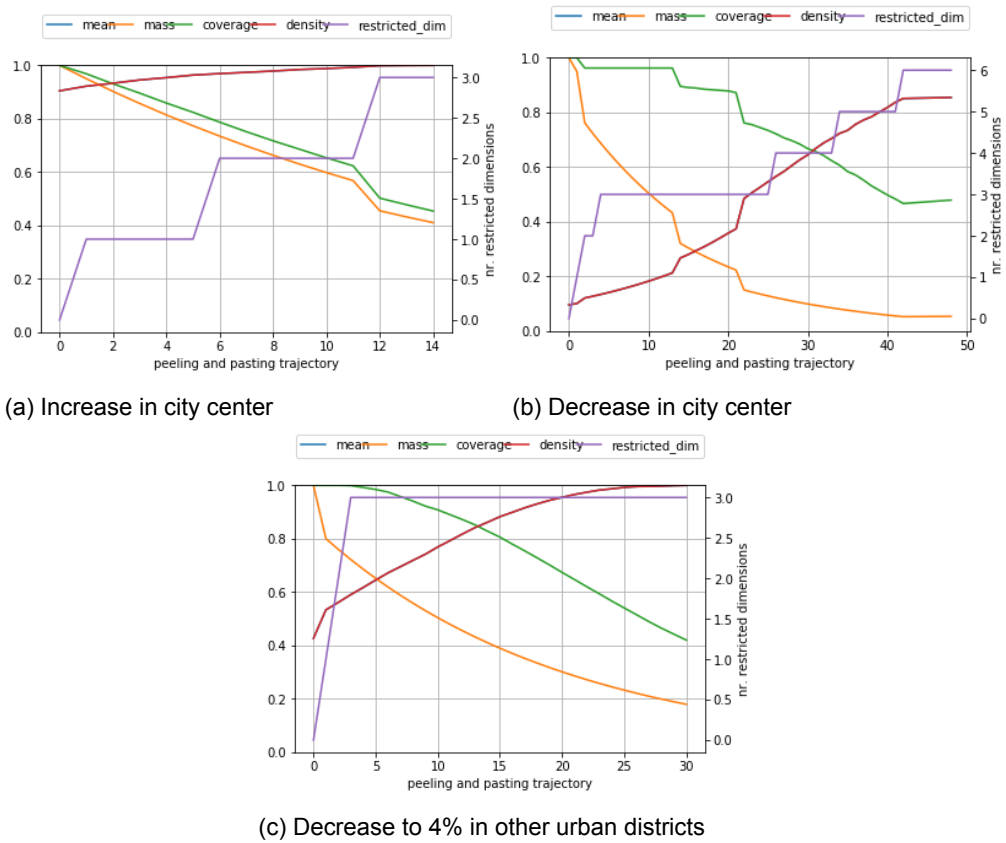 mean mass coverage density restricted_dim
1.0
0.8
0.6
0.4
0.2
0.0
0 2 4 6 8 10 12 14
peeling and pasting trajectory
3.0
2.5
2.0
1.5
1.0
0.5
0.0
nr. restricted dimensions
(a) Increase in city center
mean mass coverage density restricted_dim
1.0
0.8
0.6
0.4
0.2
0.0
0 10 20 30 40 50
peeling and pasting trajectory
6
5
4
3
2
1
0
nr. restricted dimensions
(b) Decrease in city center
mean mass coverage density restricted_dim
1.0
0.8
0.6
0.4
0.2
0.0
0 5 10 15 20 25 30
peeling and pasting trajectory
3.0
2.5
2.0
1.5
1.0
0.5
0.0
nr. restricted dimensions
(c) Decrease to 4% in other urban districts